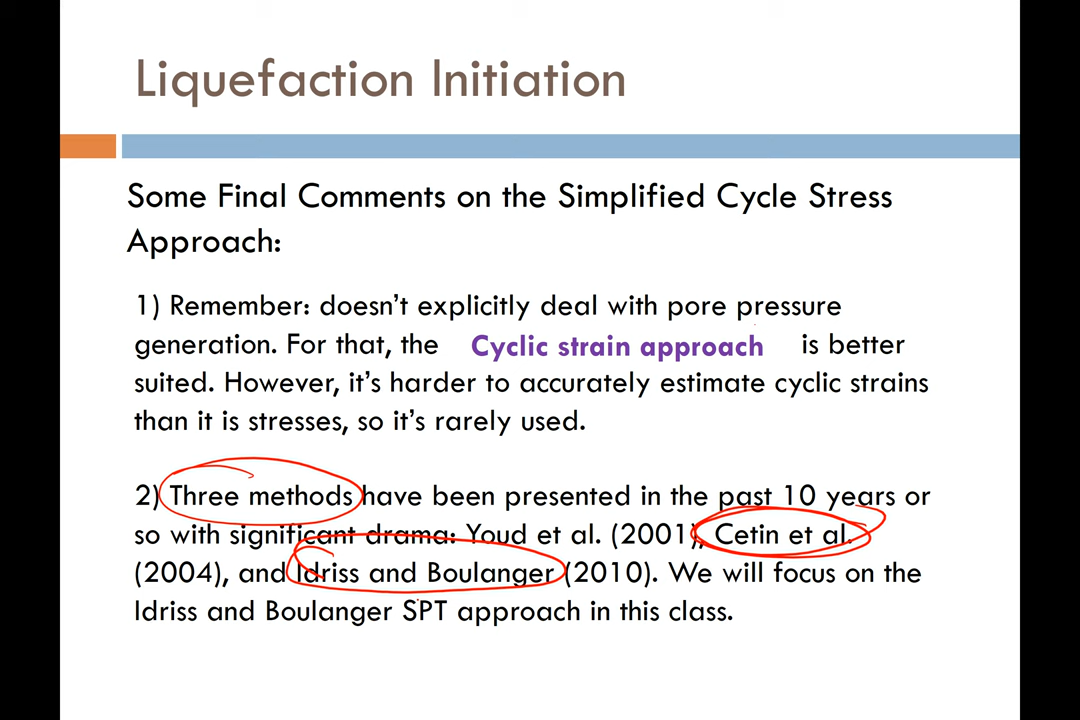 Liquefaction Initiation
Some Final Comments on the Simplified Cycle Stress
Approach:
1) Remember: doesn't explicitly deal with pore pressure
generation. For that, the Cyclic strain approach is better
suited. However, it's harder to accurately estimate cyclic strains
than it is stresses, so it's rarely used.
2) Three methods have been presented in the past 10 years or
so with significant drama: Youd et al. (2001), Cetin et al.
(2004), and Idriss and Boulanger (2010). We will focus on the
Idriss and Boulanger SPT approach in this class.